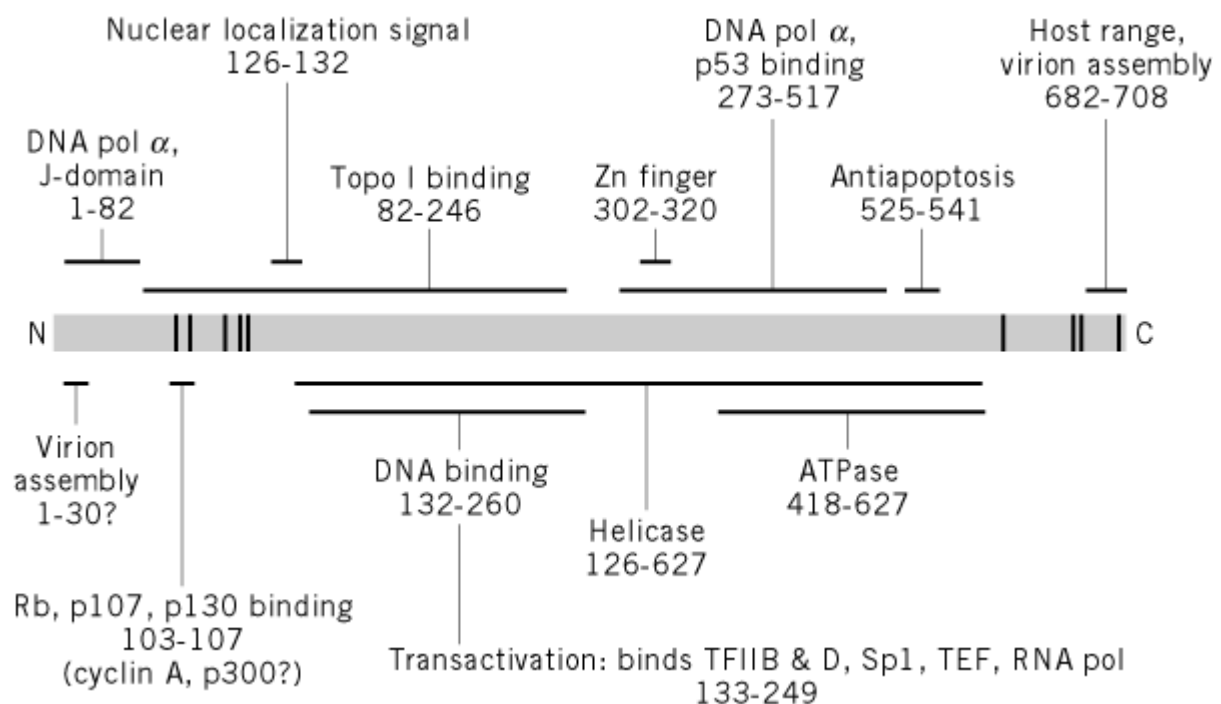 Nuclear localization signal
126-132
DNA pol α,
p53 binding
273-517
Host range,
virion assembly
682-708
DNA pol α,
J-domain
1-82
Topo I binding
82-246
Zn finger
302-320
Antiapoptosis
525-541
N
C
Virion
assembly
1-30?
DNA binding
132-260
ATPase
418-627
Helicase
126-627
Rb, p107, p130 binding
103-107
(cyclin A, p300?)
Transactivation: binds TFIIB & D, Sp1, TEF, RNA pol
133-249